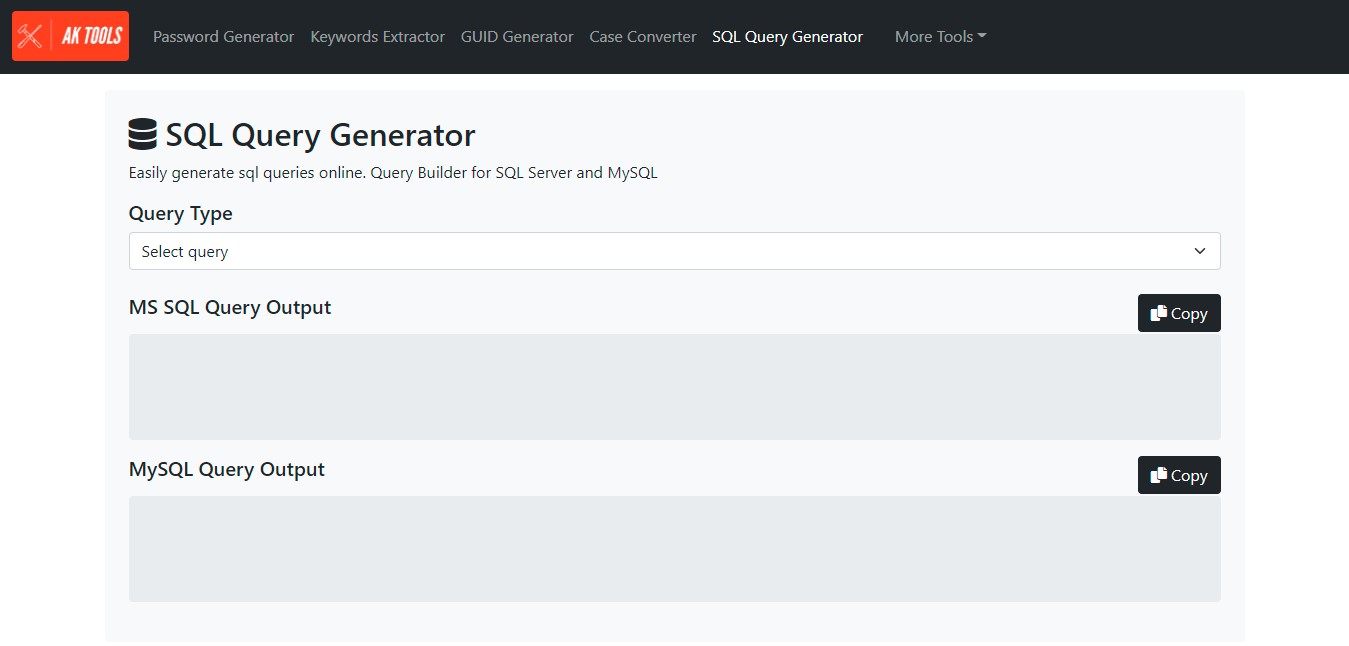 AK TOOLS Password Generator Keywords Extractor GUID Generator Case Converter SQL Query Generator More Tools
SQL Query Generator
Easily generate sql queries online. Query Builder for SQL Server and MySQL
Query Type
Select query
MS SQL Query Output Copy
MySQL Query Output Copy